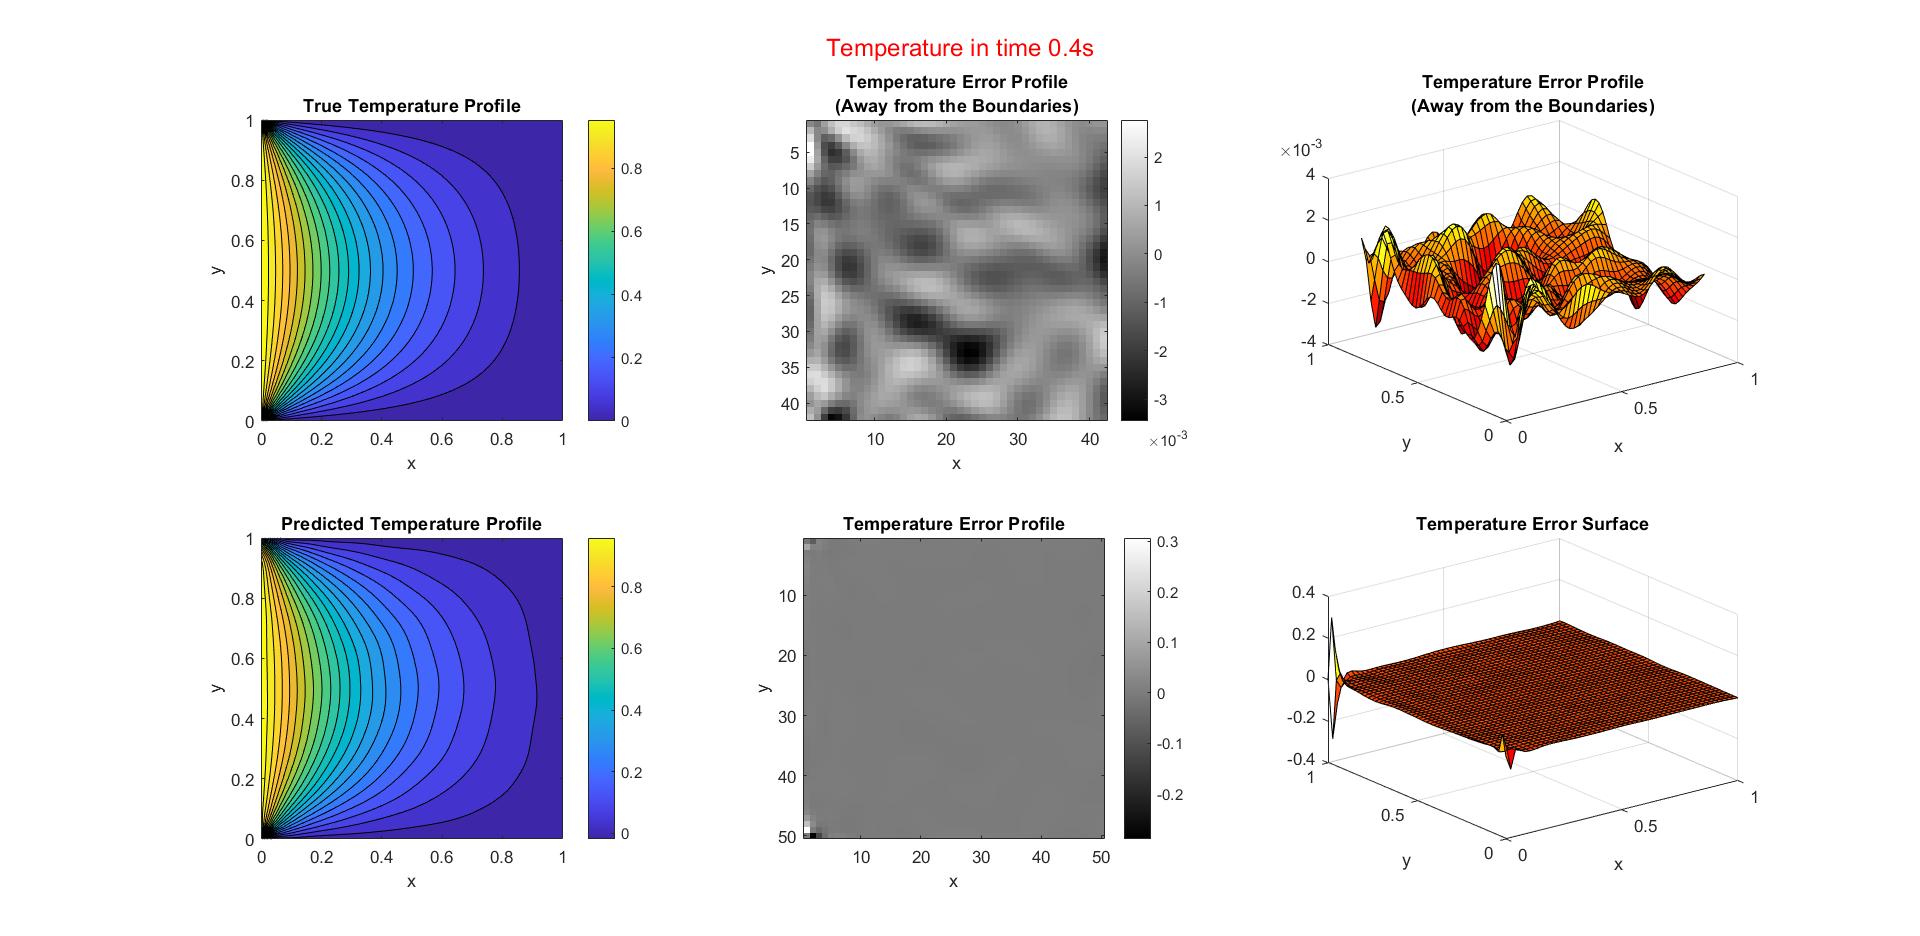 Temperature in time 0.4s
True Temperature Profile
1
0.8
0.6
0.4
0.2
0
y
0 0.2 0.4 0.6 0.8 1
x
0.8
0.6
0.4
0.2
0
Temperature Error Profile
(Away from the Boundaries)
5
10
15
20
25
30
35
40
y
10 20 30 40
x
2
1
0
-1
-2
-3
×10-3
Temperature Error Profile
(Away from the Boundaries)
×10-3
4
2
0
-2
-4
1
0.5
0
y
0
0.5
1
x
Predicted Temperature Profile
1
0.8
0.6
0.4
0.2
0
y
0 0.2 0.4 0.6 0.8 1
x
0.8
0.6
0.4
0.2
0
Temperature Error Profile
10
20
30
40
50
y
10 20 30 40 50
x
0.3
0.2
0.1
0
-0.1
-0.2
Temperature Error Surface
0.4
0.2
0
-0.2
-0.4
1
0.5
0
y
0
0.5
1
x